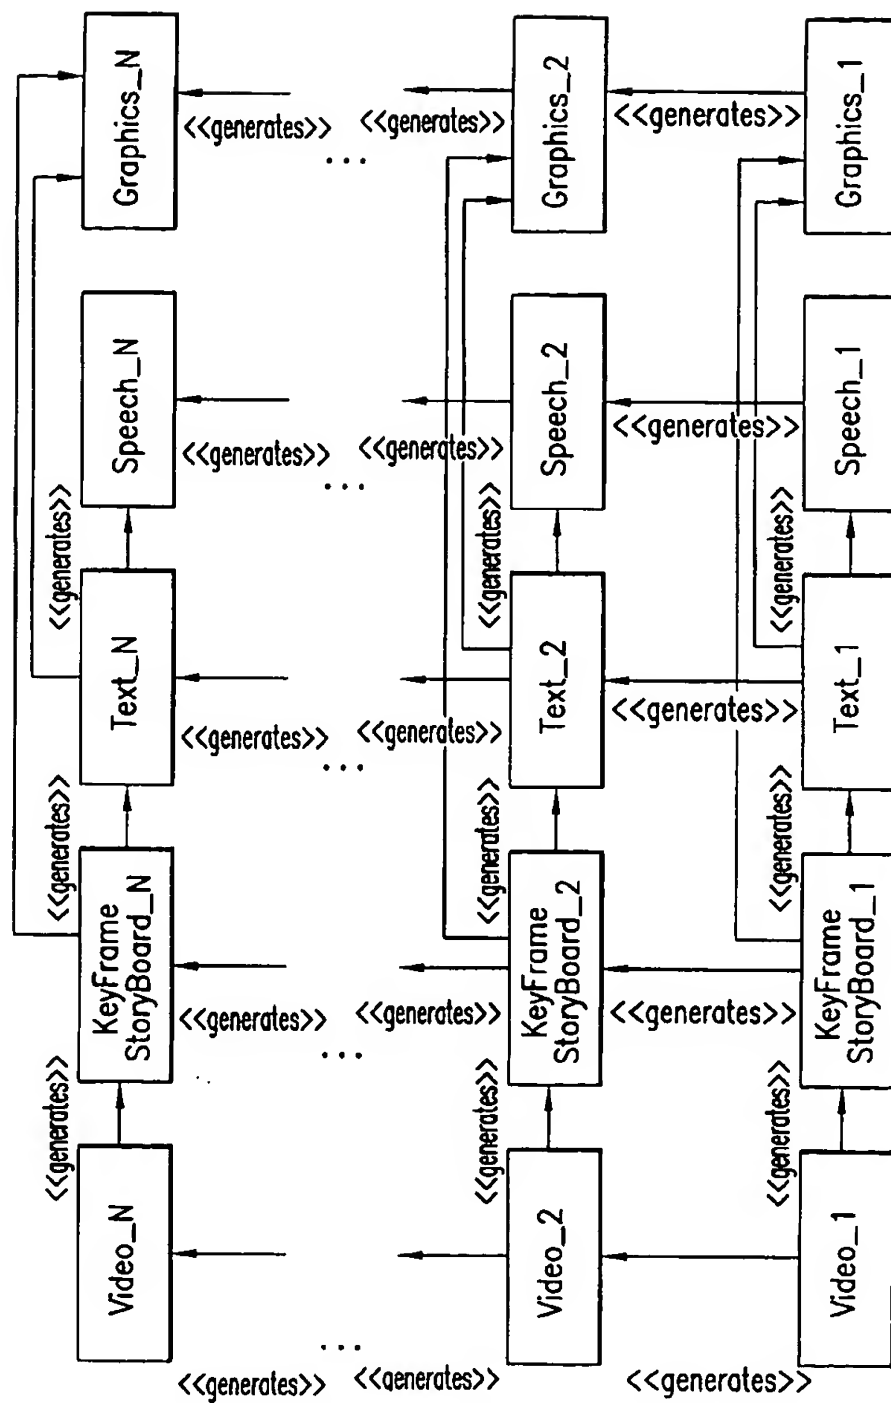 Graphics_N
<<generates>>
...
<<generates>>
Graphics_2
<<generates>>
Graphics_1
Speech_N
<<generates>>
...
<<generates>>
Speech_2
<<generates>>
Speech_1
<<generates>>
<<generates>>
<<generates>>
Text_N
<<generates>>
...
<<generates>>
Text_2
<<generates>>
Text_1
<<generates>>
<<generates>>
<<generates>>
KeyFrame
StoryBoard_N
<<generates>>
...
<<generates>>
KeyFrame
StoryBoard_2
<<generates>>
KeyFrame
StoryBoard_1
<<generates>>
<<generates>>
<<generates>>
Video_N
<<generates>>
...
<<generates>>
Video_2
<<generates>>
Video_1